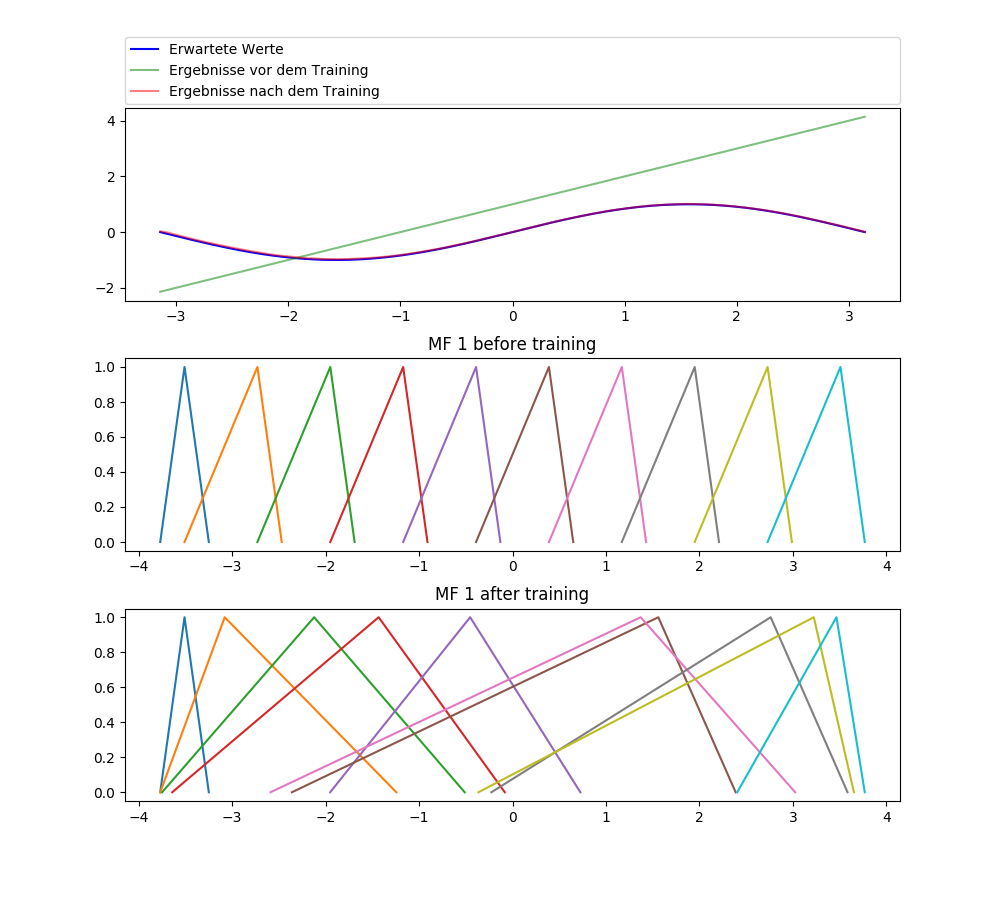 Erwartete Werte
Ergebnisse vor dem Training
Ergebnisse nach dem Training
4
2
0
−2
−3 −2 −1 0 1 2 3
MF 1 before training
1.0
0.8
0.6
0.4
0.2
0.0
−4 −3 −2 −1 0 1 2 3 4
MF 1 after training
1.0
0.8
0.6
0.4
0.2
0.0
−4 −3 −2 −1 0 1 2 3 4